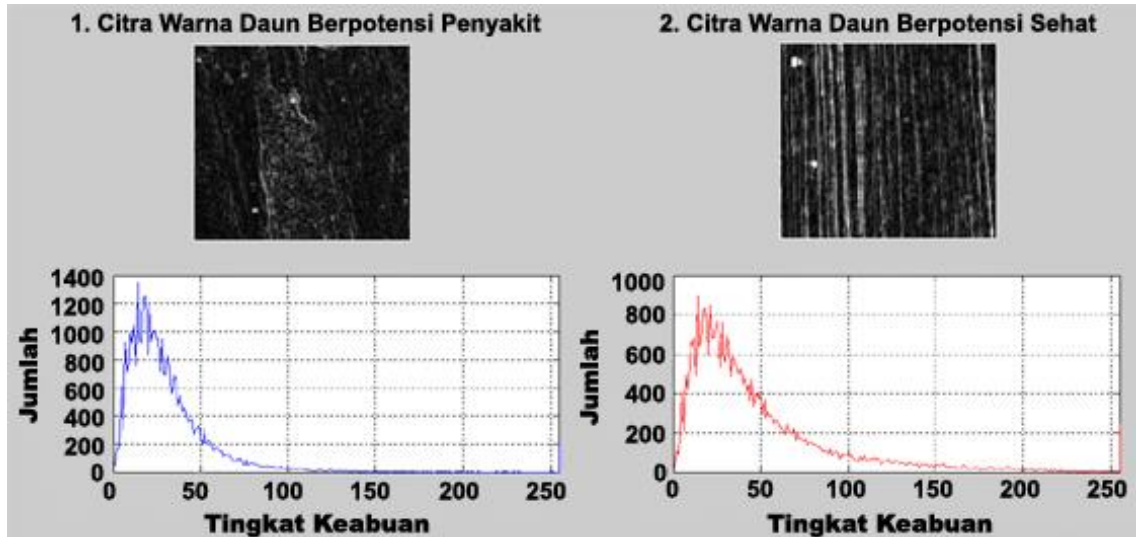 1. Citra Warna Daun Berpotensi Penyakit
2. Citra Warna Daun Berpotensi Sehat
1400
1200
1000
800
600
400
200
0
Jumlah
0 50 100 150 200 250
Tingkat Keabuan
1000
800
600
400
200
0
Jumlah
0 50 100 150 200 250
Tingkat Keabuan